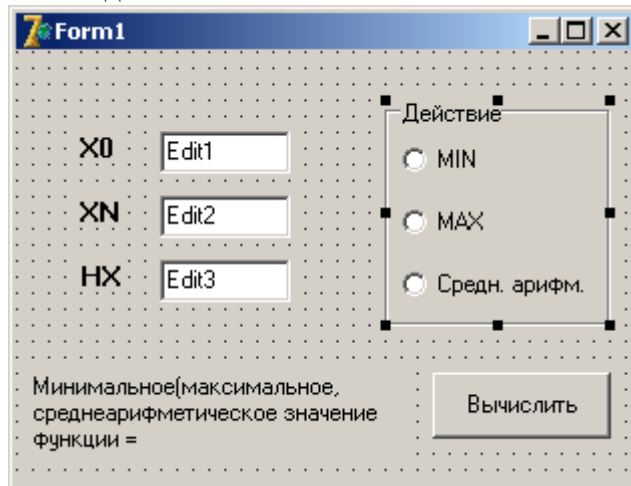 Form1
Действие
X0 Edit1
MIN
XN Edit2
MAX
HX Edit3
Средн. арифм.
Минимальное(максимальное,
среднеарифметическое значение
функции =
Вычислить